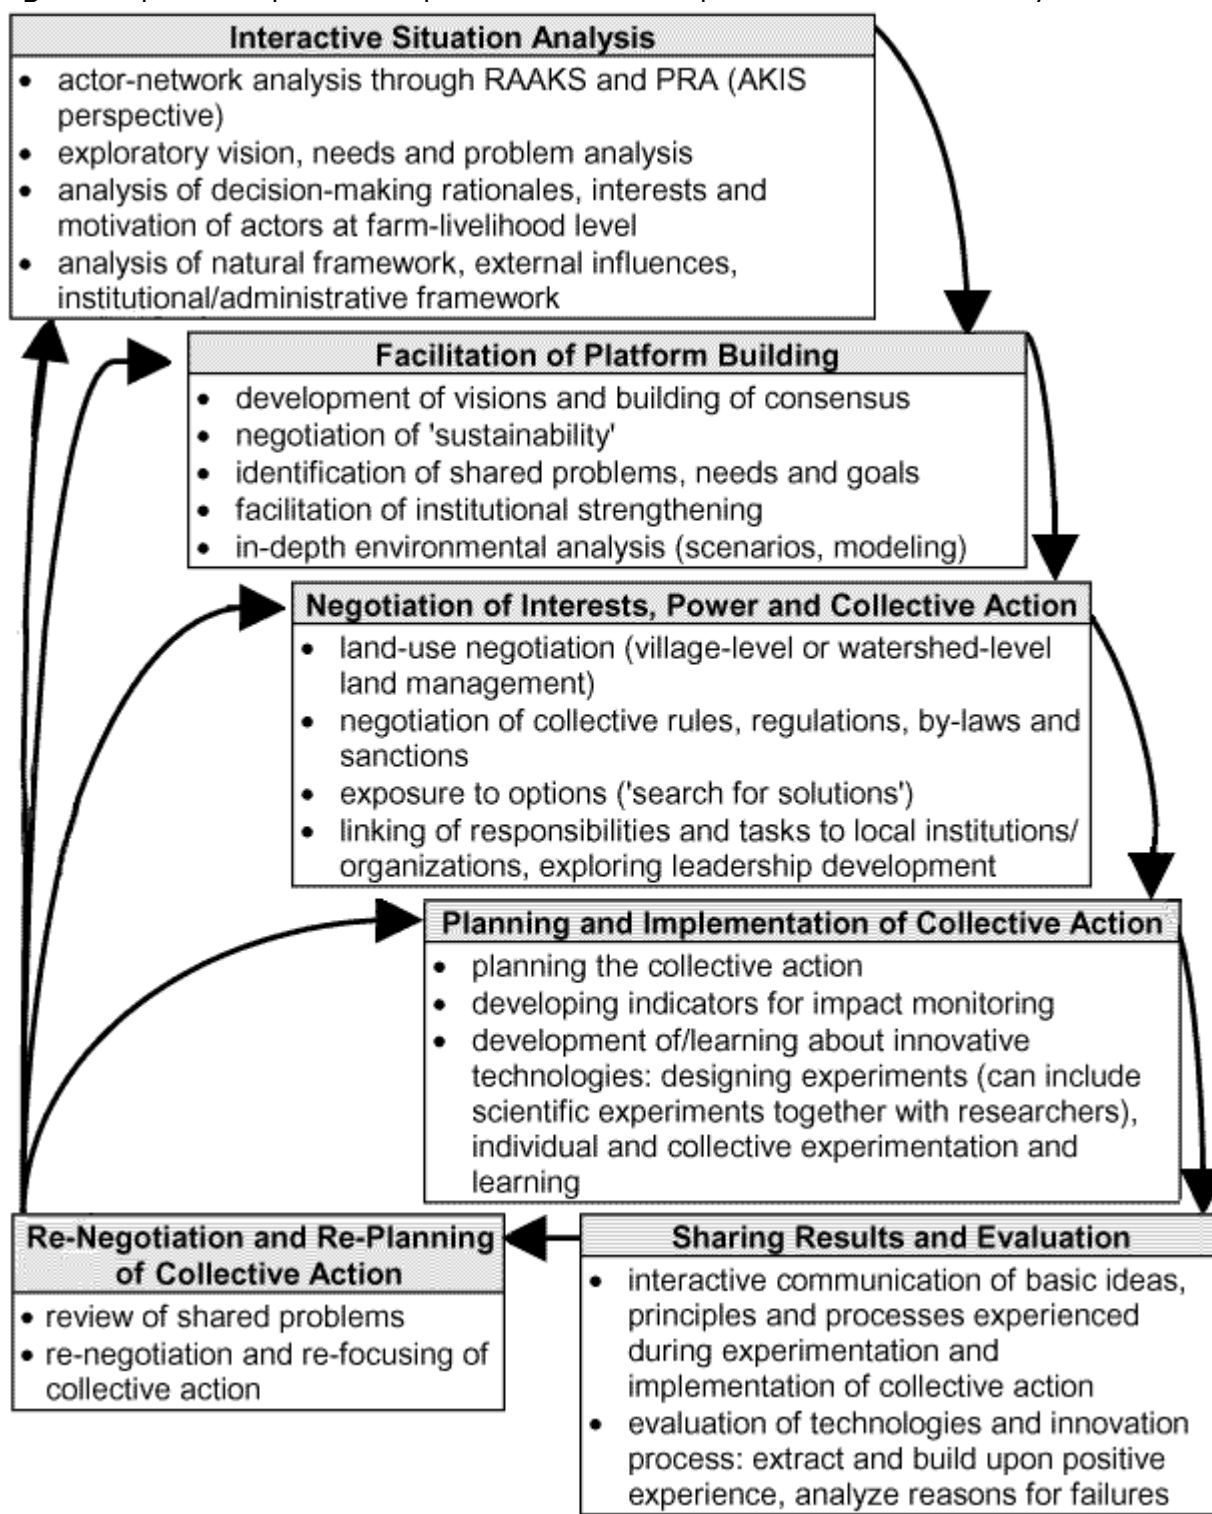 Interactive Situation Analysis
• actor-network analysis through RAAKS and PRA (AKIS
perspective)
• exploratory vision, needs and problem analysis
• analysis of decision-making rationales, interests and
motivation of actors at farm-livelihood level
• analysis of natural framework, external influences,
institutional/administrative framework
Facilitation of Platform Building
• development of visions and building of consensus
• negotiation of 'sustainability'
• identification of shared problems, needs and goals
• facilitation of institutional strengthening
• in-depth environmental analysis (scenarios, modeling)
Negotiation of Interests, Power and Collective Action
• land-use negotiation (village-level or watershed-level
land management)
• negotiation of collective rules, regulations, by-laws and
sanctions
• exposure to options ('search for solutions')
• linking of responsibilities and tasks to local institutions/
organizations, exploring leadership development
Planning and Implementation of Collective Action
• planning the collective action
• developing indicators for impact monitoring
• development of/learning about innovative
technologies: designing experiments (can include
scientific experiments together with researchers),
individual and collective experimentation and
learning
Re-Negotiation and Re-Planning
of Collective Action
• review of shared problems
• re-negotiation and re-focusing of
collective action
Sharing Results and Evaluation
• interactive communication of basic ideas,
principles and processes experienced
during experimentation and
implementation of collective action
• evaluation of technologies and innovation
process: extract and build upon positive
experience, analyze reasons for failures